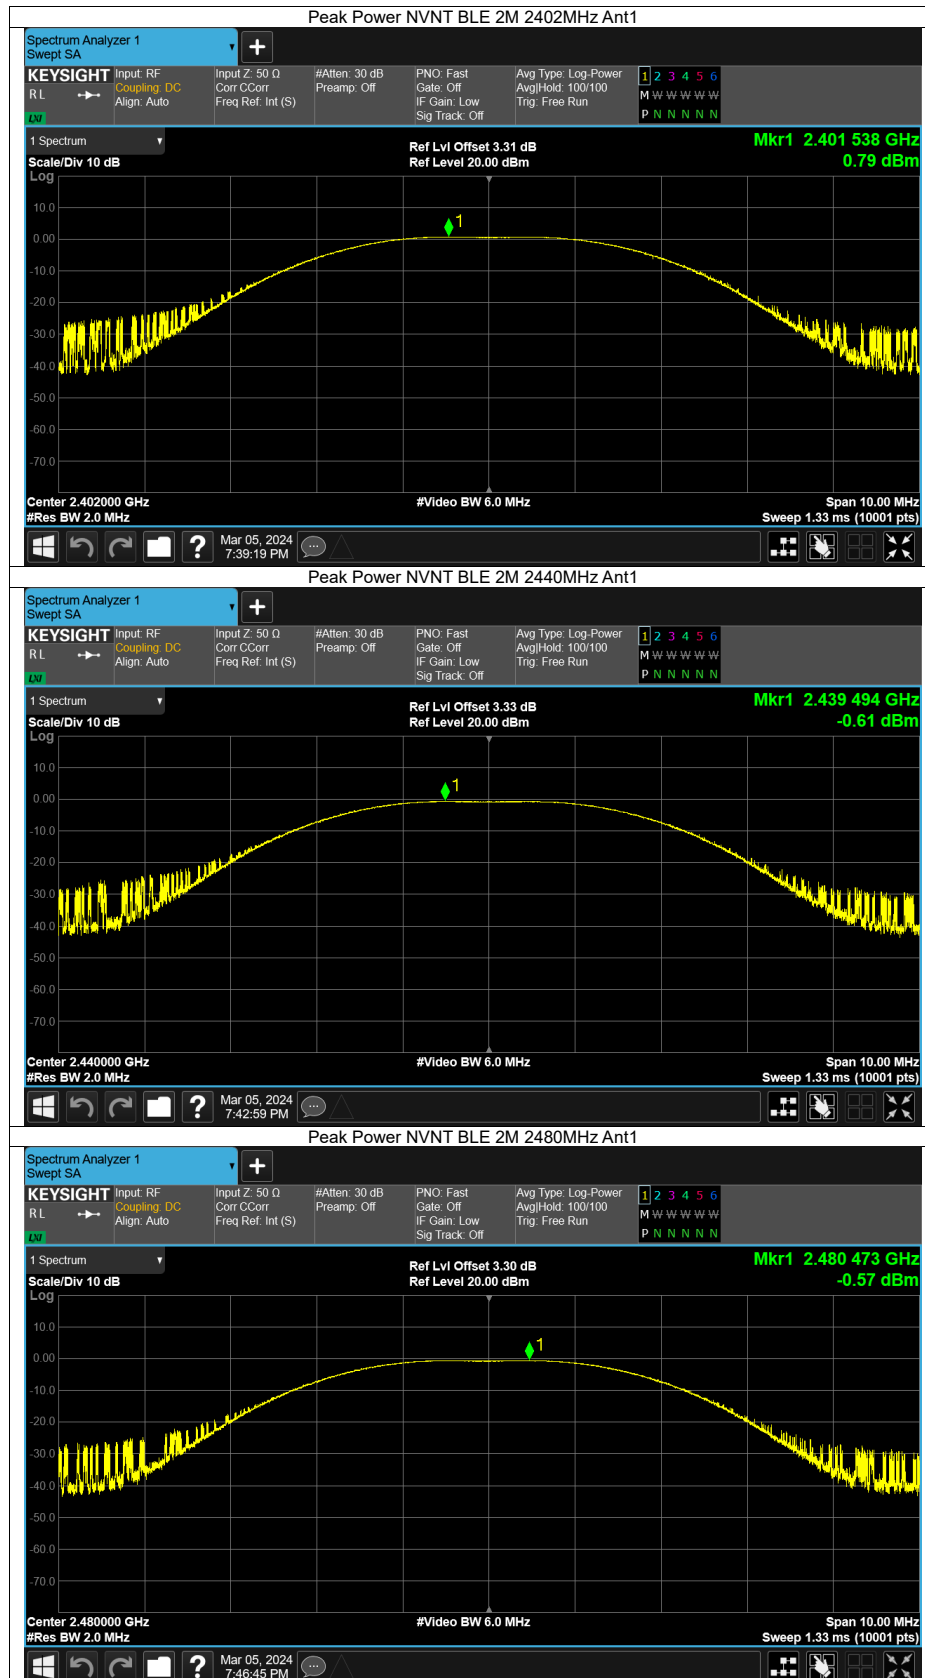 Peak Power NVNT BLE 2M 2402MHz Ant1
Spectrum Analyzer 1
Swept SA
KEYSIGHT
R L
LXI
Input: RF
Coupling: DC
Align: Auto
Input Z: 50 Ω
Corr CCorr
Freq Ref: Int (S)
#Atten: 30 dB
Preamp: Off
PNO: Fast
Gate: Off
IF Gain: Low
Sig Track: Off
Avg Type: Log-Power
Avg|Hold: 100/100
Trig: Free Run
1 2 3 4 5 6
M W W W W W
P N N N N N
1 Spectrum
Scale/Div 10 dB
Log
Ref Lvl Offset 3.31 dB
Ref Level 20.00 dBm
Mkr1 2.401 538 GHz
0.79 dBm
1
10.0
0.00
-10.0
-20.0
-30.0
-40.0
-50.0
-60.0
-70.0
Center 2.402000 GHz
#Res BW 2.0 MHz
#Video BW 6.0 MHz
Span 10.00 MHz
Sweep 1.33 ms (10001 pts)
Mar 05, 2024
7:39:19 PM
Peak Power NVNT BLE 2M 2440MHz Ant1
Spectrum Analyzer 1
Swept SA
KEYSIGHT
R L
LXI
Input: RF
Coupling: DC
Align: Auto
Input Z: 50 Ω
Corr CCorr
Freq Ref: Int (S)
#Atten: 30 dB
Preamp: Off
PNO: Fast
Gate: Off
IF Gain: Low
Sig Track: Off
Avg Type: Log-Power
Avg|Hold: 100/100
Trig: Free Run
1 2 3 4 5 6
M W W W W W
P N N N N N
1 Spectrum
Scale/Div 10 dB
Log
Ref Lvl Offset 3.33 dB
Ref Level 20.00 dBm
Mkr1 2.439 494 GHz
-0.61 dBm
1
10.0
0.00
-10.0
-20.0
-30.0
-40.0
-50.0
-60.0
-70.0
Center 2.440000 GHz
#Res BW 2.0 MHz
#Video BW 6.0 MHz
Span 10.00 MHz
Sweep 1.33 ms (10001 pts)
Mar 05, 2024
7:42:59 PM
Peak Power NVNT BLE 2M 2480MHz Ant1
Spectrum Analyzer 1
Swept SA
KEYSIGHT
R L
LXI
Input: RF
Coupling: DC
Align: Auto
Input Z: 50 Ω
Corr CCorr
Freq Ref: Int (S)
#Atten: 30 dB
Preamp: Off
PNO: Fast
Gate: Off
IF Gain: Low
Sig Track: Off
Avg Type: Log-Power
Avg|Hold: 100/100
Trig: Free Run
1 2 3 4 5 6
M W W W W W
P N N N N N
1 Spectrum
Scale/Div 10 dB
Log
Ref Lvl Offset 3.30 dB
Ref Level 20.00 dBm
Mkr1 2.480 473 GHz
-0.57 dBm
1
10.0
0.00
-10.0
-20.0
-30.0
-40.0
-50.0
-60.0
-70.0
Center 2.480000 GHz
#Res BW 2.0 MHz
#Video BW 6.0 MHz
Span 10.00 MHz
Sweep 1.33 ms (10001 pts)
Mar 05, 2024
7:46:45 PM